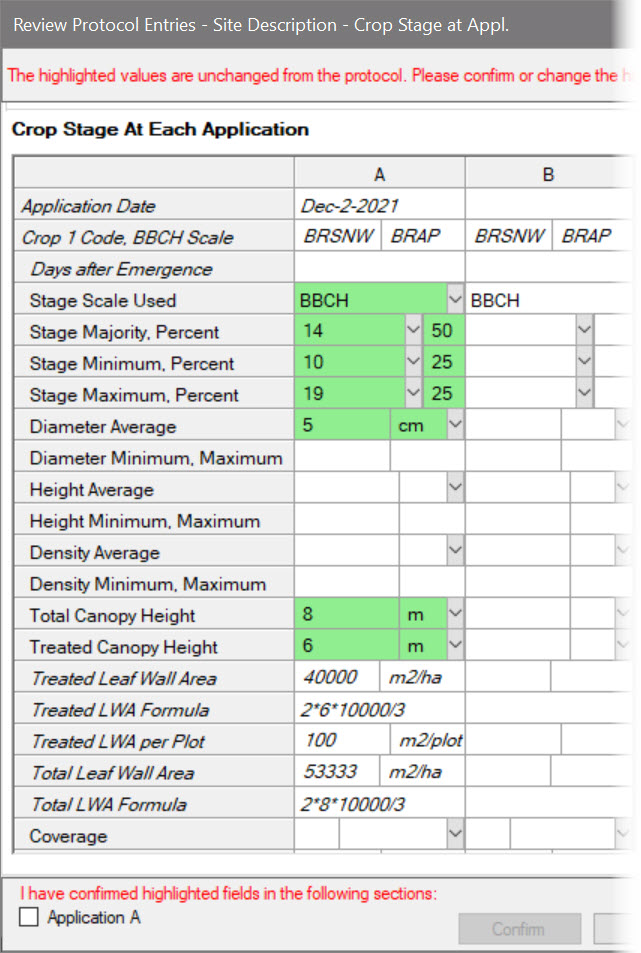 Review Protocol Entries - Site Description - Crop Stage at Appl.
The highlighted values are unchanged from the protocol. Please confirm or change the
Crop Stage At Each Application
A B
Application Date Dec-2-2021
Crop 1 Code, BBCH Scale BRSNW BRAP BRSNW BRAP
Days after Emergence
Stage Scale Used BBCH BBCH
Stage Majority, Percent 14 50
Stage Minimum, Percent 10 25
Stage Maximum, Percent 19 25
Diameter Average 5 cm
Diameter Minimum, Maximum
Height Average
Height Minimum, Maximum
Density Average
Density Minimum, Maximum
Total Canopy Height 8 m
Treated Canopy Height 6 m
Treated Leaf Wall Area 40000 m2/ha
Treated LWA Formula 2*6*10000/3
Treated LWA per Plot 100 m2/plot
Total Leaf Wall Area 53333 m2/ha
Total LWA Formula 2*8*10000/3
Coverage
I have confirmed highlighted fields in the following sections:
Application A
Confirm